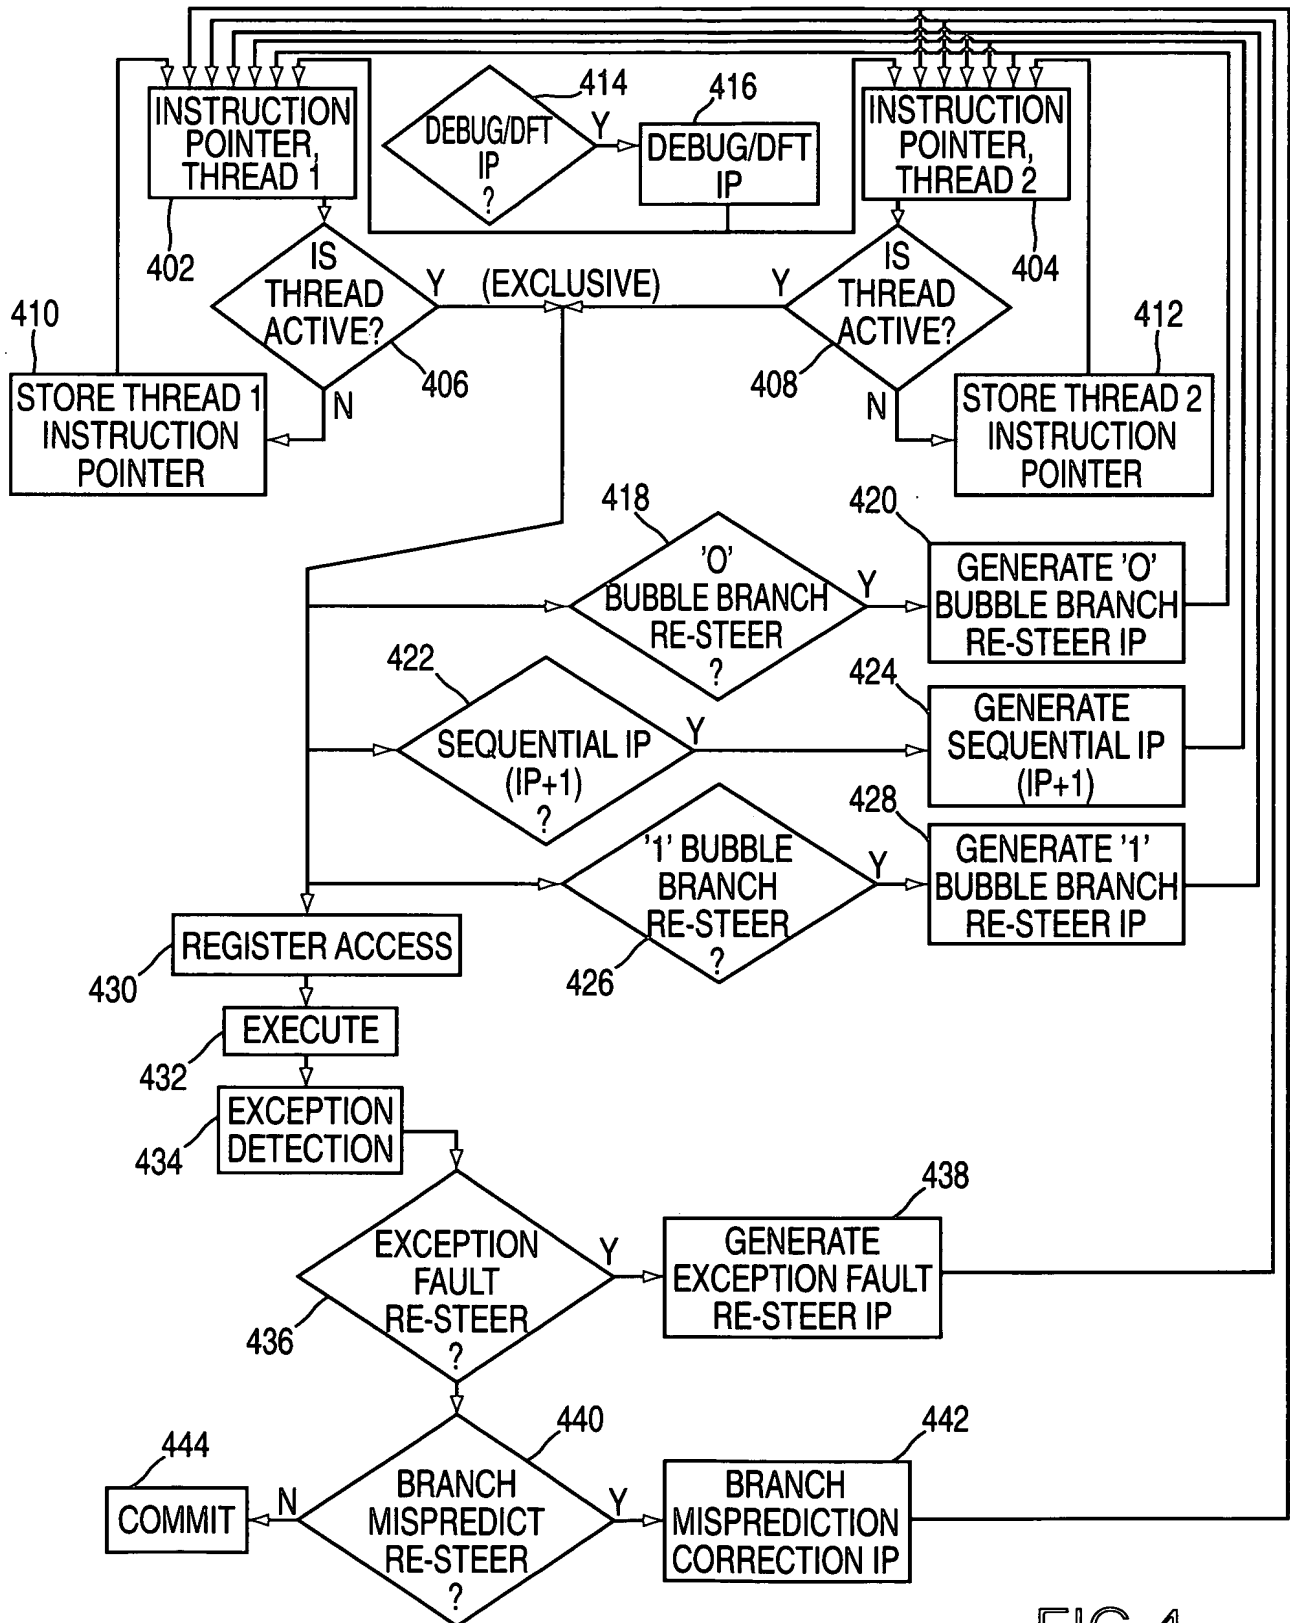 414
416
INSTRUCTION
POINTER,
THREAD 1
DEBUG/DFT
IP
?
Y
DEBUG/DFT
IP
INSTRUCTION
POINTER,
THREAD 2
402
404
IS
THREAD
ACTIVE?
Y
(EXCLUSIVE)
Y
IS
THREAD
ACTIVE?
410
412
406
408
N
N
STORE THREAD 1
INSTRUCTION
POINTER
STORE THREAD 2
INSTRUCTION
POINTER
418
420
'O'
BUBBLE BRANCH
RE-STEER
?
Y
GENERATE 'O'
BUBBLE BRANCH
RE-STEER IP
422
424
SEQUENTIAL IP
(IP+1)
?
Y
GENERATE
SEQUENTIAL IP
(IP+1)
428
'1' BUBBLE
BRANCH
RE-STEER
?
Y
GENERATE '1'
BUBBLE BRANCH
RE-STEER IP
426
REGISTER ACCESS
430
EXECUTE
432
EXCEPTION
DETECTION
434
438
EXCEPTION
FAULT
RE-STEER
?
Y
GENERATE
EXCEPTION FAULT
RE-STEER IP
436
440
442
444
COMMIT
N
BRANCH
MISPREDICT
RE-STEER
?
Y
BRANCH
MISPREDICTION
CORRECTION IP
FIG 4